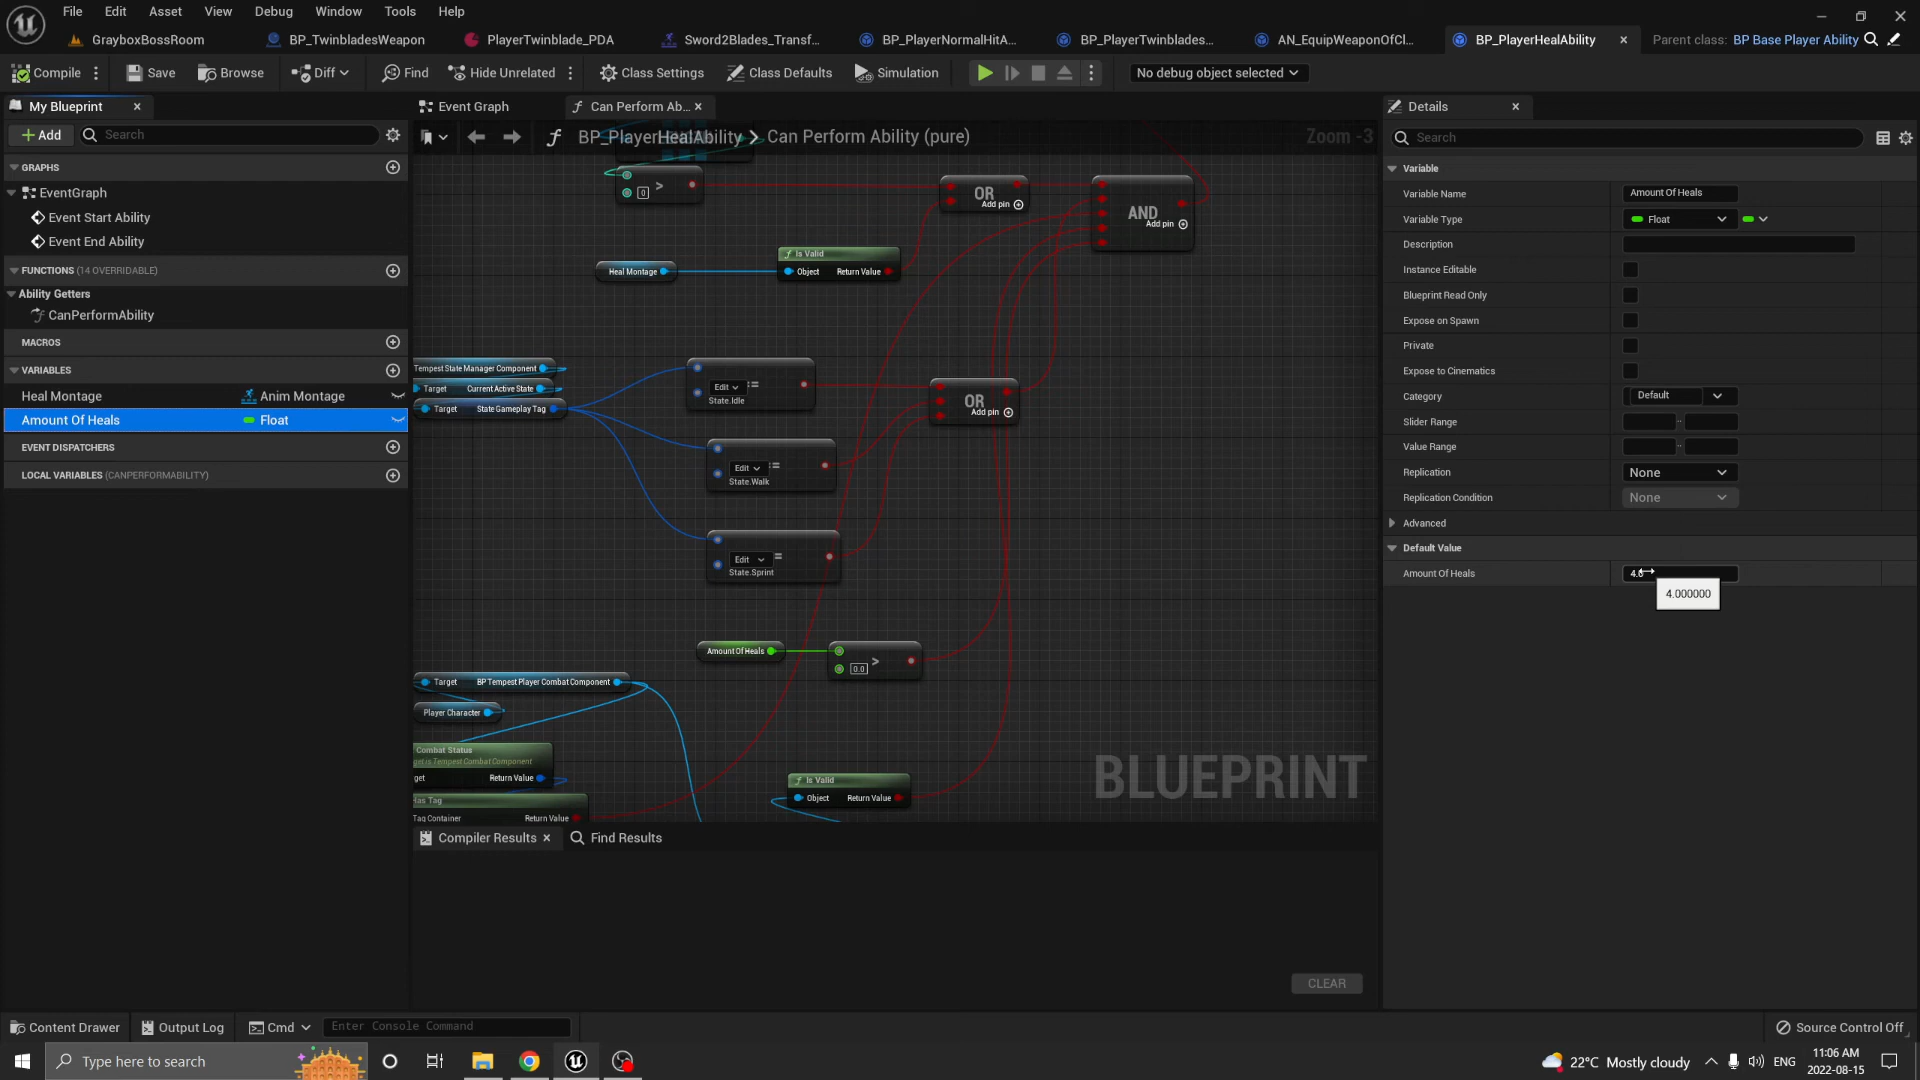 File Edit Asset View Debug Window Tools Help
GrayboxBossRoom BP_TwinbladesWeapon PlayerTwinblade_PDA Sword2Blades_Transf... BP_PlayerNormalHitA... BP_PlayerTwinblades... AN_EquipWeaponOfCl... BP_PlayerHealAbility Parent class: BP Base Player Ability
Compile Save Browse Diff Find Hide Unrelated Class Settings Class Defaults Simulation No debug object selected
My Blueprint
Add Search
GRAPHS
EventGraph
Event Start Ability
Event End Ability
FUNCTIONS (14 OVERRIDABLE)
Ability Getters
CanPerformAbility
MACROS
VARIABLES
Heal Montage Anim Montage
Amount Of Heals Float
EVENT DISPATCHERS
LOCAL VARIABLES (CANPERFORMABILITY)
Event Graph Can Perform Ab...
BP_PlayerHealAbility > Can Perform Ability (pure) Zoom -3
0 >
OR
Add pin
AND
Add pin
Is Valid
Heal Montage
Object Return Value
Tempest State Manager Component
Target Current Active State
Target State Gameplay Tag
Edit =
State.Idle
OR
Add pin
Edit =
State.Walk
Edit =
State.Sprint
Amount Of Heals
0.0 >
Target BP Tempest Player Combat Component
Player Character
Combat Status
Target is Tempest Combat Component
Return Value
Has Tag
Tag Container Return Value
Is Valid
Object Return Value
BLUEPRINT
Compiler Results Find Results
CLEAR
Details
Search
Variable
Variable Name Amount Of Heals
Variable Type Float
Description
Instance Editable
Blueprint Read Only
Expose on Spawn
Private
Expose to Cinematics
Category Default
Slider Range
Value Range
Replication None
Replication Condition None
Advanced
Default Value
Amount Of Heals 4.0
4.000000
Content Drawer Output Log Cmd Enter Console Command Source Control Off
Type here to search 22°C Mostly cloudy ENG 11:06 AM
2022-08-15